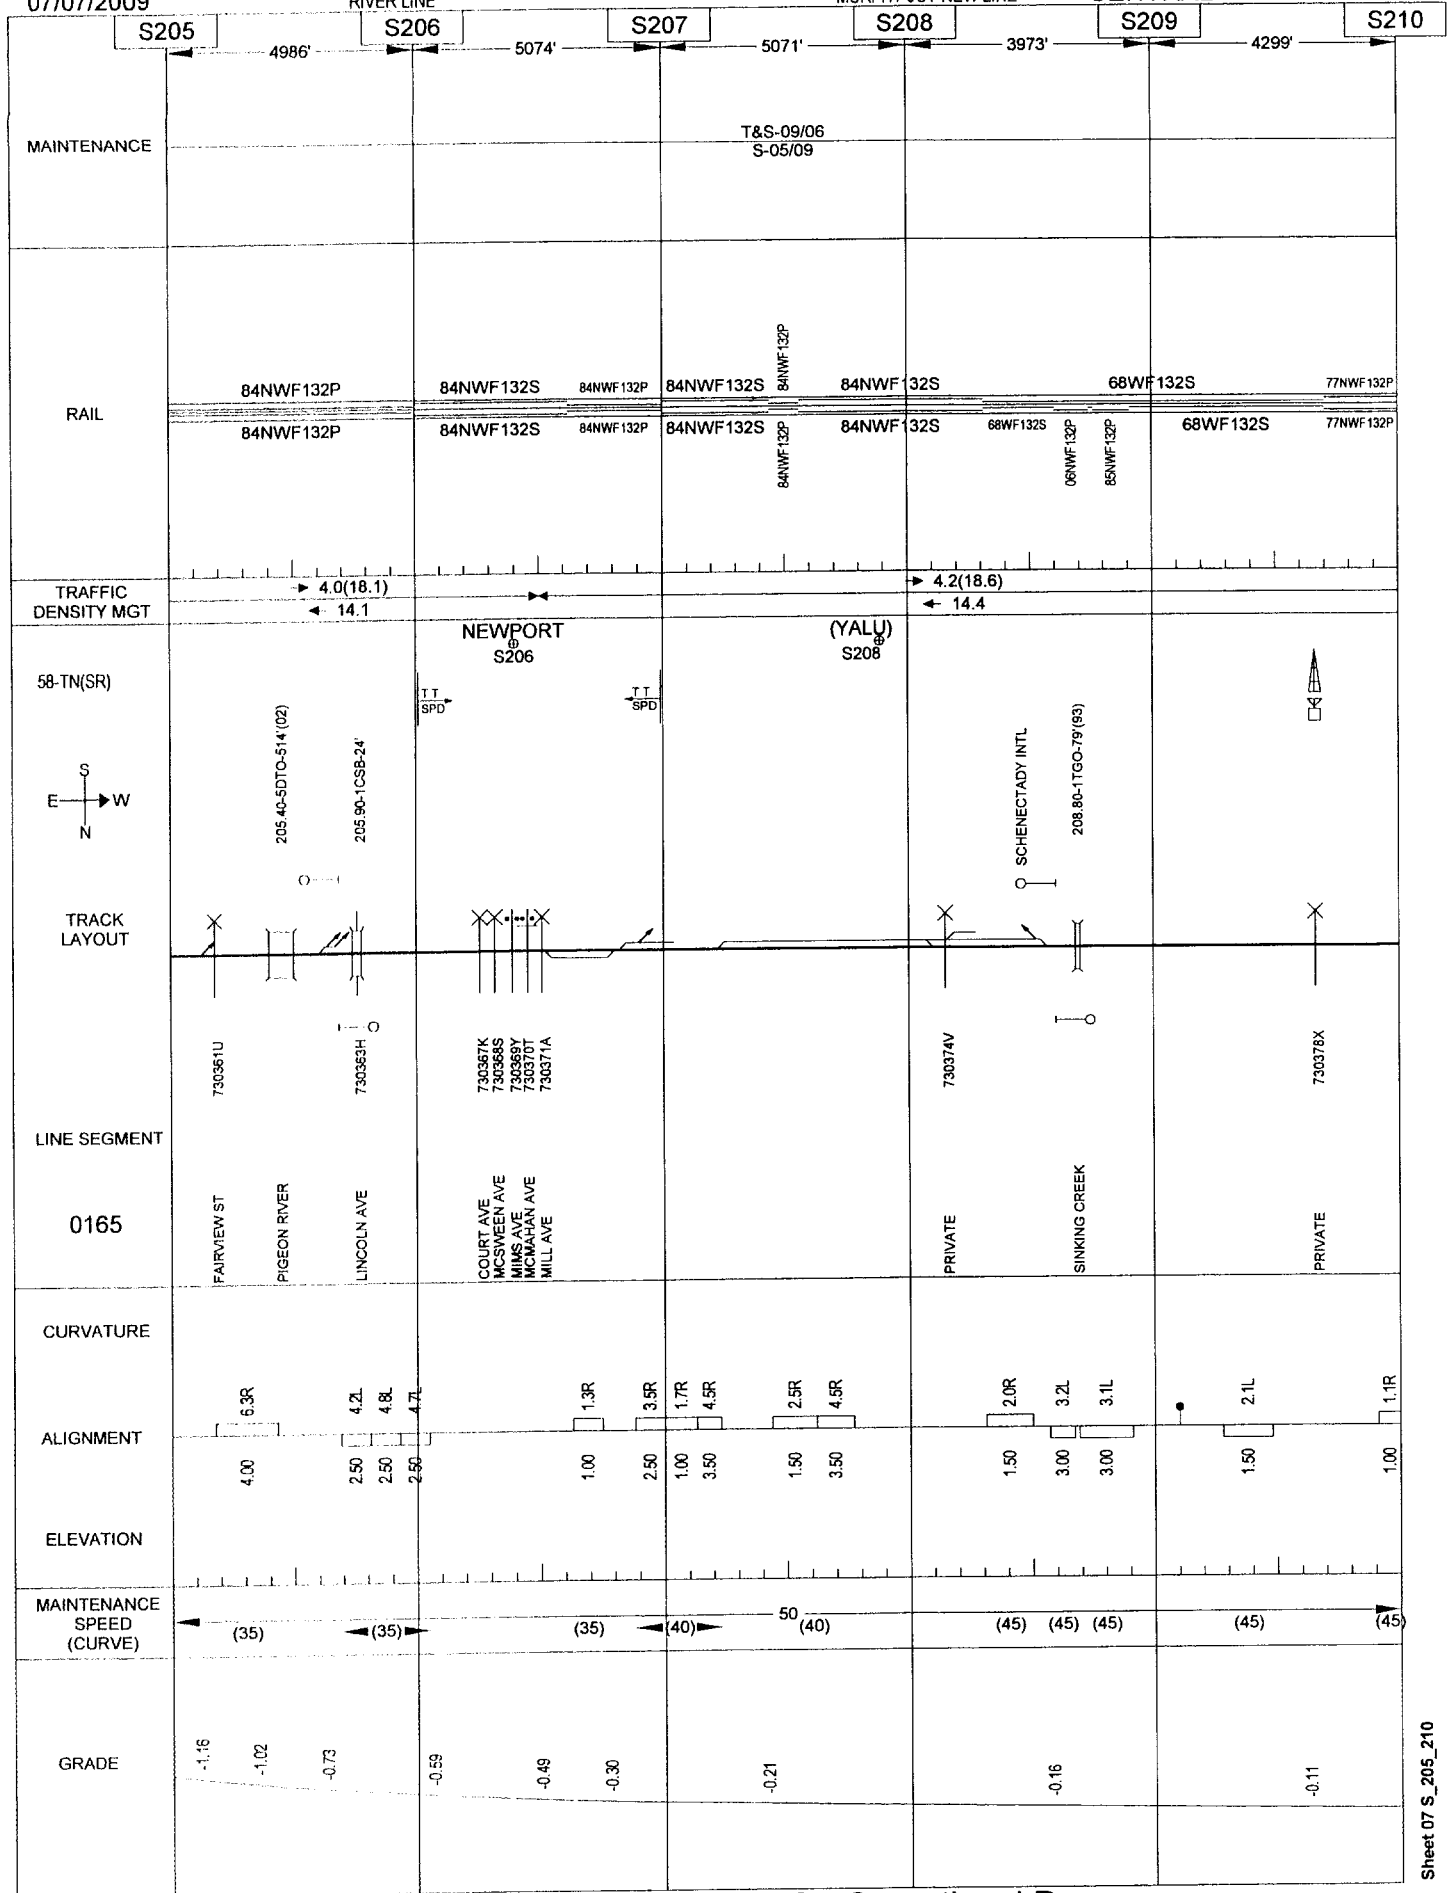 07/07/2009
RIVER LINE
S205
S206
S207
S208
S209
S210
4986'
5074'
5071'
3973'
4299'
MAINTENANCE
T&S-09/06
S-05/09
RAIL
84NWF132P
84NWF132S
84NWF132P
84NWF132S
84NWF132P
84NWF132S
68WF132S
77NWF132P
84NWF132P
84NWF132S
84NWF132P
84NWF132S
84NWF132P
84NWF132S
68WF132S
06NWF132P
85NWF132P
68WF132S
77NWF132P
TRAFFIC
DENSITY MGT
4.0(18.1)
14.1
4.2(18.6)
14.4
NEWPORT
S206
(YALU)
S208
58-TN(SR)
TT
SPD
TT
SPD
S
E
W
N
205.40-5DTO-514'(02)
205.90-1CSB-24'
SCHENECTADY INTL
208.80-1TGO-79'(93)
TRACK
LAYOUT
730361U
730363H
730367K
730368S
730369Y
730370T
730371A
730374V
730378X
LINE SEGMENT
0165
FAIRVIEW ST
PIGEON RIVER
LINCOLN AVE
COURT AVE
MCSWEEN AVE
MIMS AVE
MCMAHAN AVE
MILL AVE
PRIVATE
SINKING CREEK
PRIVATE
CURVATURE
6.3R
4.2L
4.8L
4.7L
1.3R
3.5R
1.7R
4.5R
2.5R
4.5R
2.0R
3.2L
3.1L
2.1L
1.1R
ALIGNMENT
4.00
2.50
2.50
2.50
1.00
2.50
1.00
3.50
1.50
3.50
1.50
3.00
3.00
1.50
1.00
ELEVATION
MAINTENANCE
SPEED
(CURVE)
50
(35)
(35)
(35)
(40)
(40)
(45)
(45)
(45)
(45)
(45)
GRADE
-1.16
-1.02
-0.73
-0.59
-0.49
-0.30
-0.21
-0.16
-0.11
Sheet 07 S_205_210